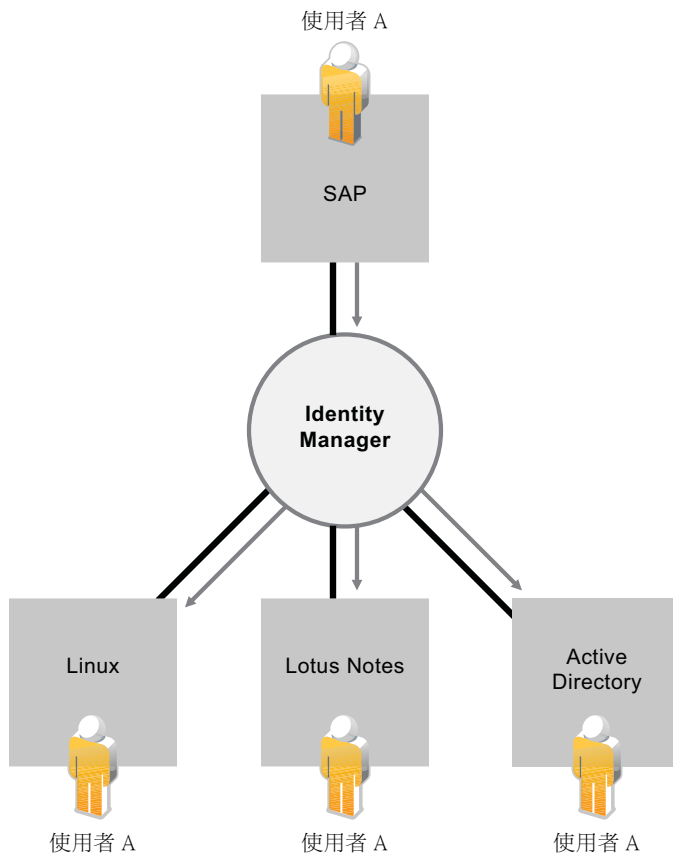 使用者 A
SAP
Identity
Manager
Linux
Lotus Notes
Active
Directory
使用者 A
使用者 A
使用者 A